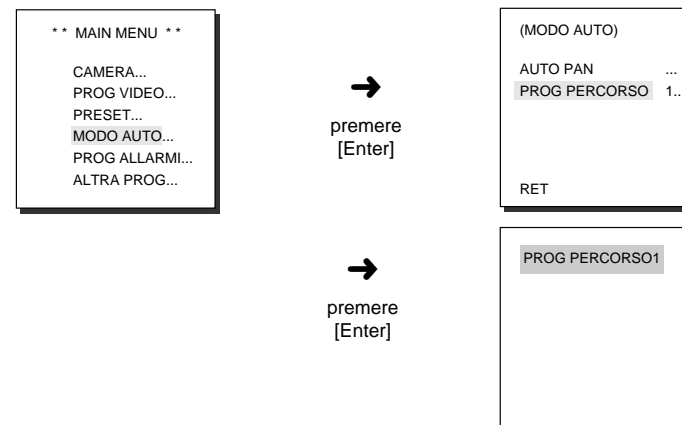 * * MAIN MENU * *
CAMERA...
PROG VIDEO...
PRESET...
MODO AUTO...
PROG ALLARMI...
ALTRA PROG...
premere
[Enter]
(MODO AUTO)
AUTO PAN ...
PROG PERCORSO 1..
RET
premere
[Enter]
PROG PERCORSO1